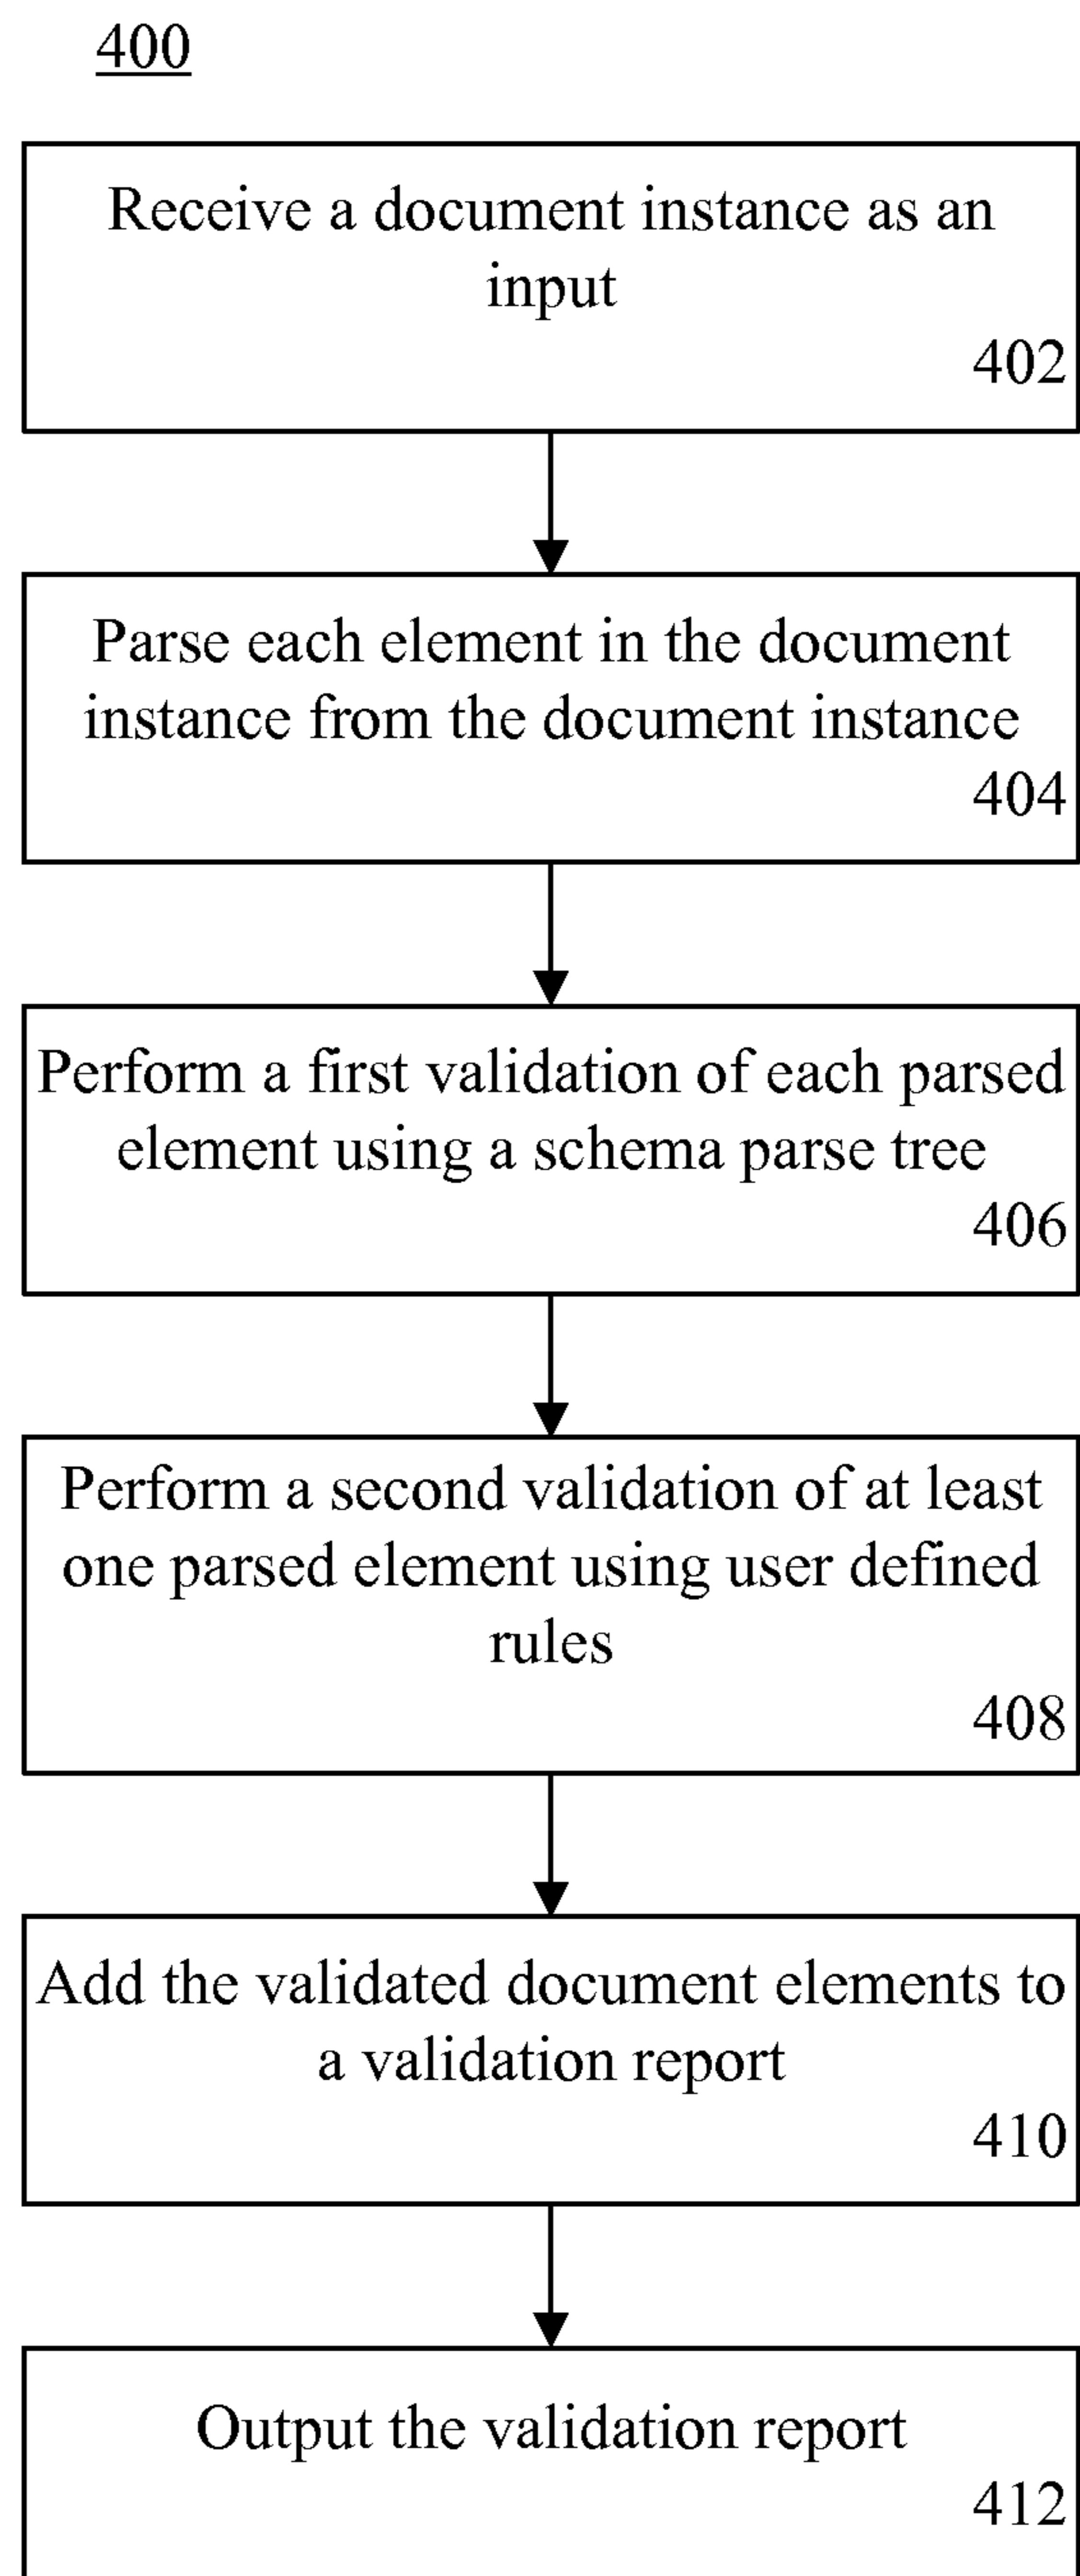 400
Receive a document instance as an
input
402
Parse each element in the document
instance from the document instance
404
Perform a first validation of each parsed
element using a schema parse tree
406
Perform a second validation of at least
one parsed element using user defined
rules
408
Add the validated document elements to
a validation report
410
Output the validation report
412